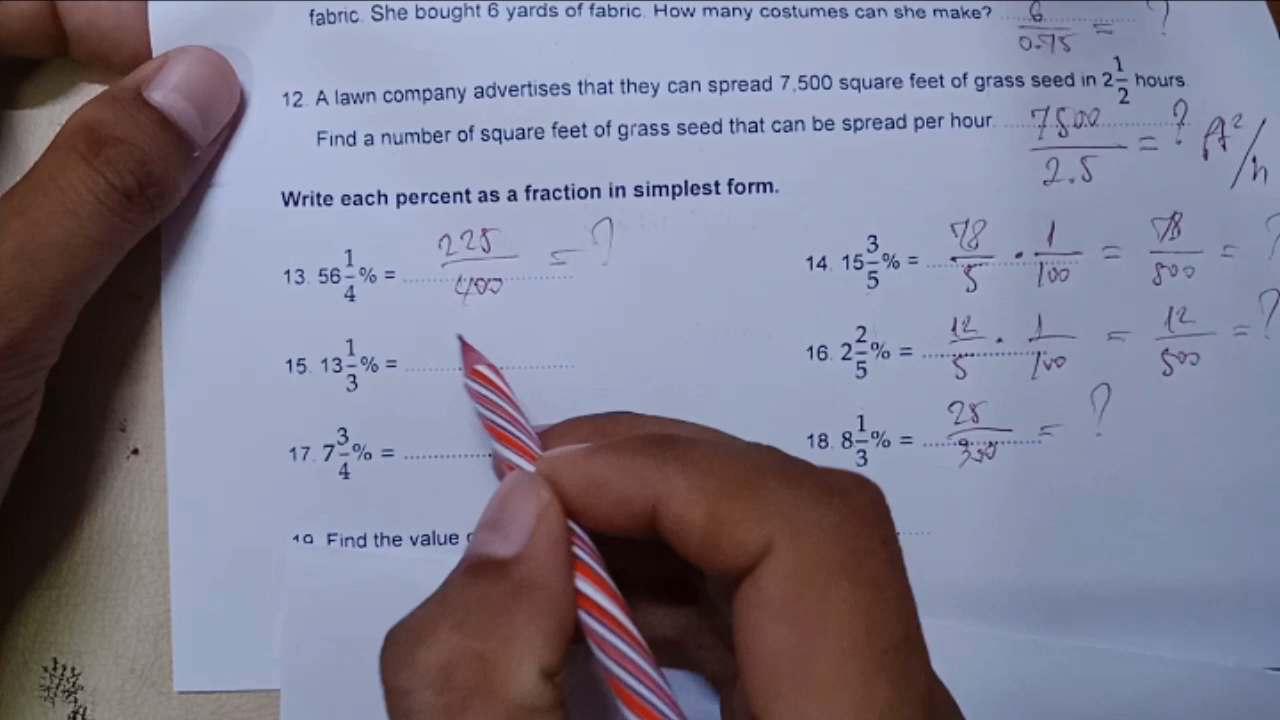 fabric. She bought 6 yards of fabric. How many costumes can she make? 6/0.75 = ?
12. A lawn company advertises that they can spread 7,500 square feet of grass seed in 2 1/2 hours
Find a number of square feet of grass seed that can be spread per hour. 7500/2.5 = ? ft²/h
Write each percent as a fraction in simplest form.
13. 56 1/4 % = 225/400 = ?
14. 15 3/5 % = 78/5 · 1/100 = 78/500 = ?
15. 13 1/3 % =
16. 2 2/5 % = 12/5 · 1/100 = 12/500 = ?
17. 7 3/4 % =
18. 8 1/3 % = 25/300 = ?
19. Find the value